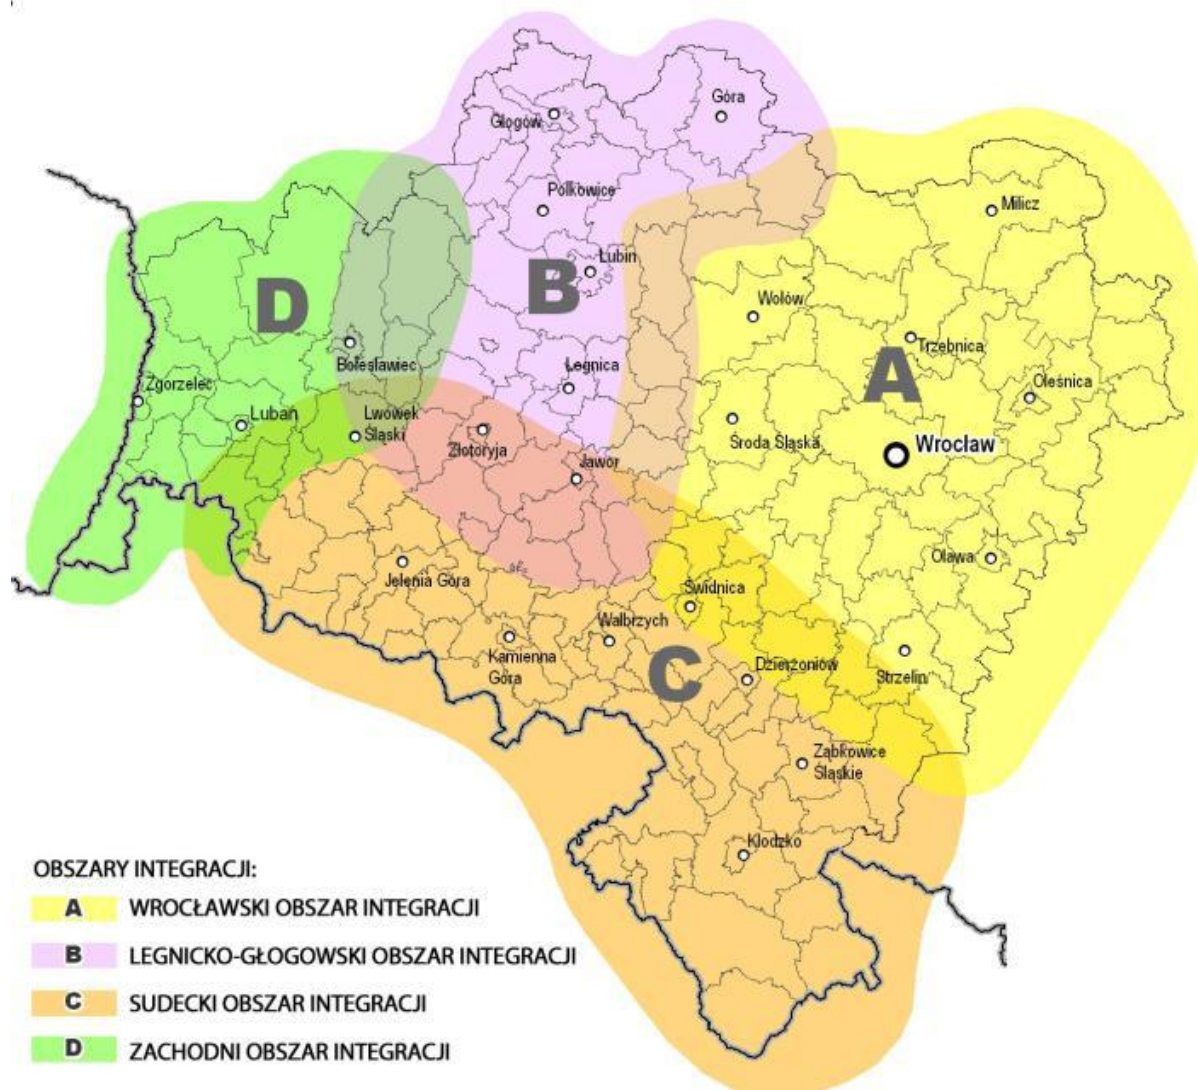 Głogów
Góra
Polkowice
Milicz
Lubin
D
B
Wołów
Bolesławiec
Trzebnica
Legnica
A
Zgorzelec
Oleśnica
Lubań
Lwówek
Śląski
Złotoryja
Środa Śląska
Wrocław
Jawor
Oława
Jelenia Góra
Świdnica
Wałbrzych
Kamienna
Góra
C
Dzierżoniów
Strzelin
Ząbkowice
Śląskie
Kłodzko
OBSZARY INTEGRACJI:
A WROCŁAWSKI OBSZAR INTEGRACJI
B LEGNICKO-GŁOGOWSKI OBSZAR INTEGRACJI
C SUDECKI OBSZAR INTEGRACJI
D ZACHODNI OBSZAR INTEGRACJI